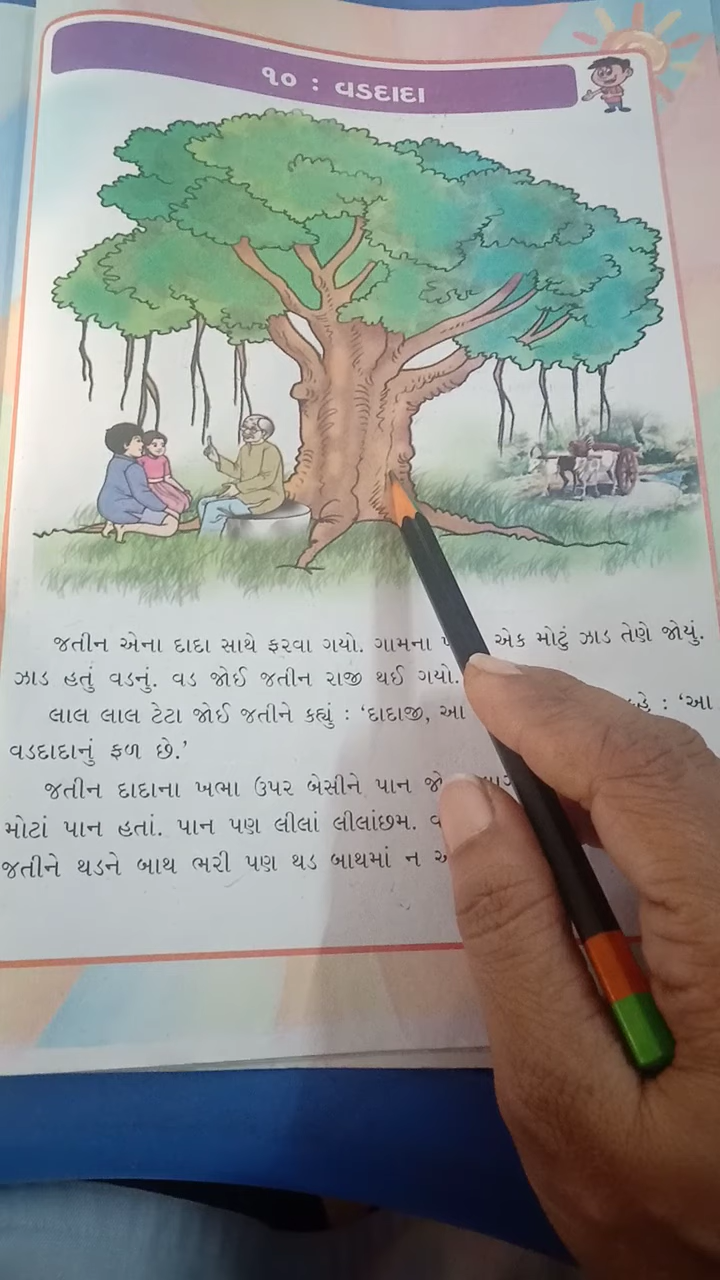 ૧૦ : વડદાદા
જતીન એના દાદા સાથે ફરવા ગયો. ગામના એક મોટું ઝાડ તેણે જોયું.
ઝાડ હતું વડનું. વડ જોઈ જતીન રાજી થઈ ગયો.
લાલ લાલ ટેટા જોઈ જતીને કહ્યું : ‘દાદાજી, આ : ‘આ
વડદાદાનું ફળ છે.’
જતીન દાદાના ખભા ઉપર બેસીને પાન
મોટાં પાન હતાં. પાન પણ લીલાં લીલાંછમ.
જતીને થડને બાથ ભરી પણ થડ બાથમાં ન